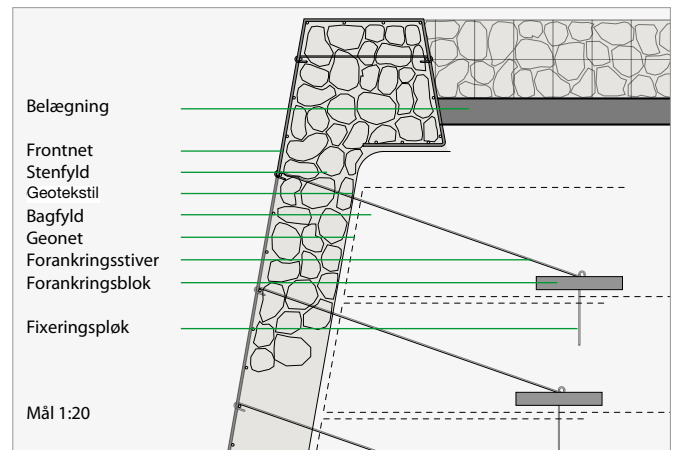 Belægning
Frontnet
Stenfyld
Geotekstil
Bagfyld
Geonet
Forankringsstiver
Forankringsblok
Fixeringspløk
Mål 1:20